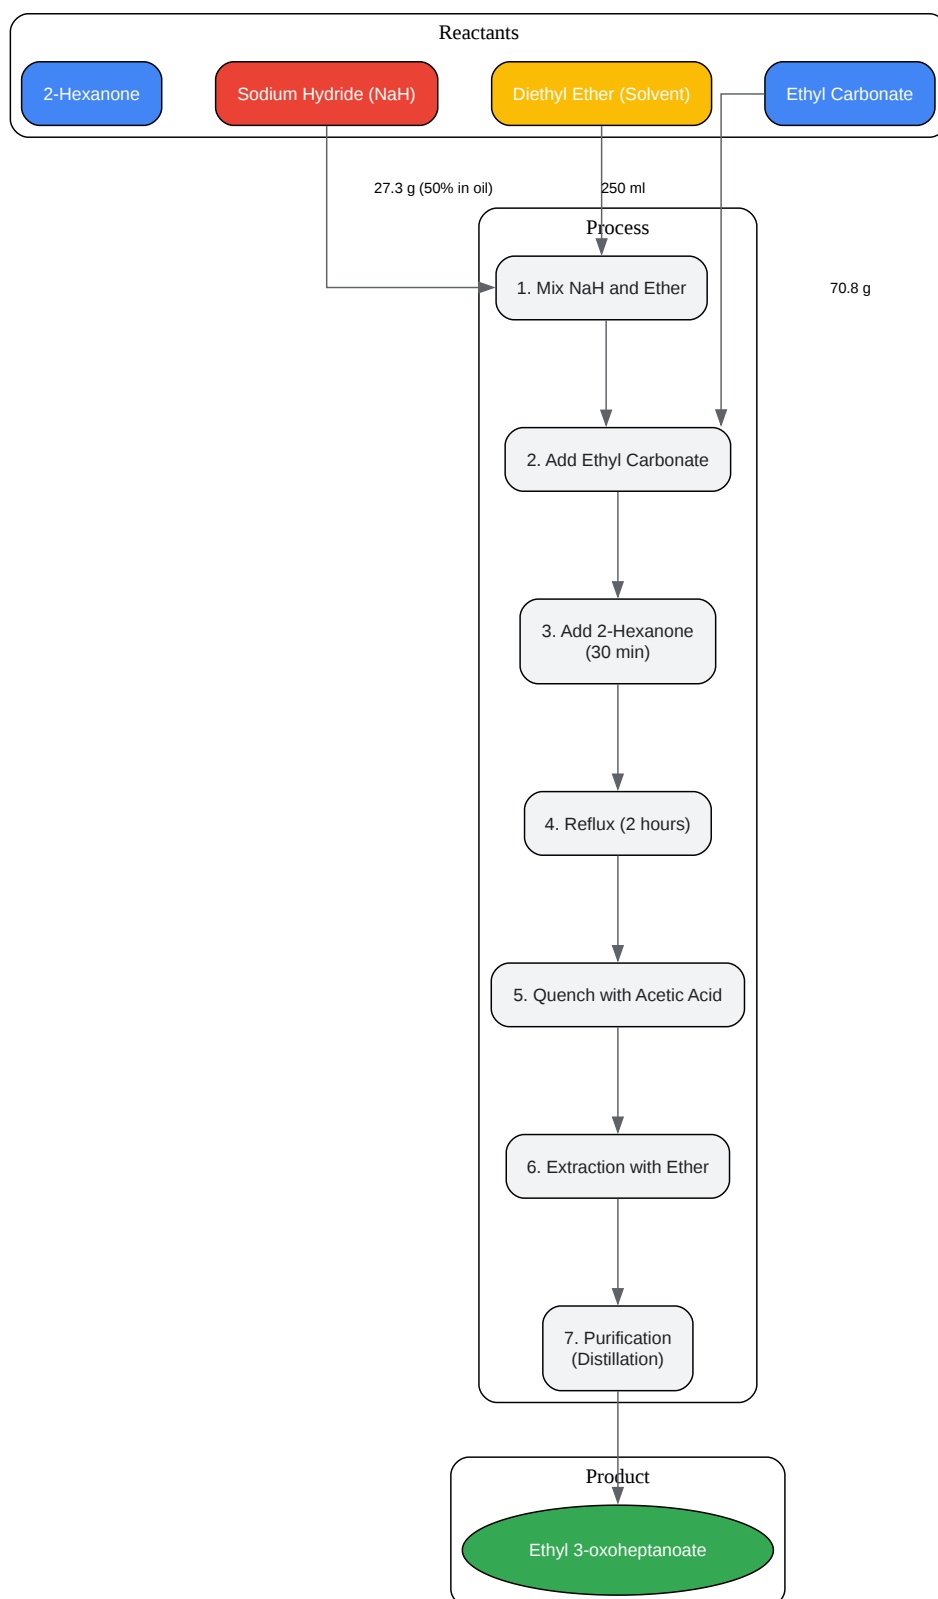 Reactants
2-Hexanone
Sodium Hydride (NaH)
Diethyl Ether (Solvent)
Ethyl Carbonate
27.3 g (50% in oil)
250 ml
Process
1. Mix NaH and Ether
70.8 g
2. Add Ethyl Carbonate
3. Add 2-Hexanone
(30 min)
4. Reflux (2 hours)
5. Quench with Acetic Acid
6. Extraction with Ether
7. Purification
(Distillation)
Product
Ethyl 3-oxoheptanoate